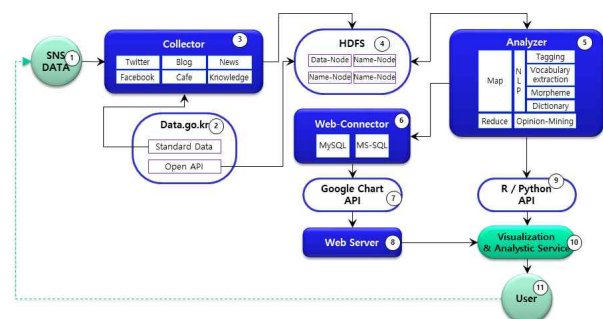 SNS
DATA
1
Collector
3
Twitter
Blog
News
Facebook
Cafe
Knowledge
Data.go.kr
2
Standard Data
Open API
HDFS
4
Data-Node
Name-Node
Name-Node
Name-Node
Analyzer
5
Map
NLP
Tagging
Vocabulary
extraction
Morpheme
Dictionary
Reduce
Opinion-Mining
Web-Connector
6
MySQL
MS-SQL
Google Chart
API
7
Web Server
8
R / Python
API
9
Visualization
& Analystic Service
10
11
User